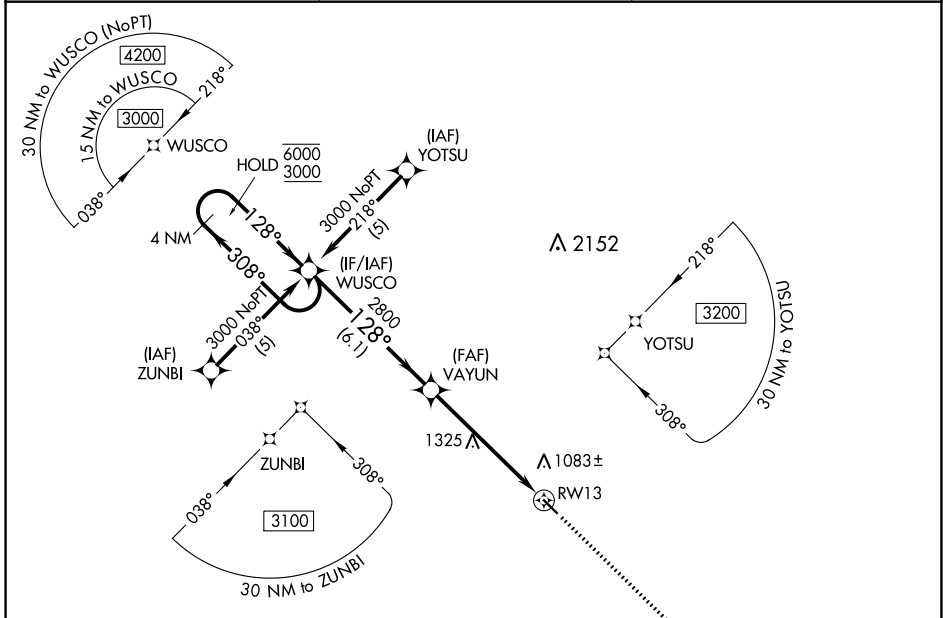 30 NM to WUSCO (NoPT)
4200
218°
15 NM to WUSCO
3000
WUSCO
038°
HOLD
6000
3000
(IAF)
YOTSU
3000 NoPT
218°
(5)
128°
4 NM
308°
(IF/IAF)
WUSCO
2152
218°
3200
YOTSU
30 NM to YOTSU
308°
3000 NoPT
038°
(5)
(IAF)
ZUNBI
2800
128°
(6.1)
(FAF)
VAYUN
1325
1083±
RW13
ZUNBI
038°
308°
3100
30 NM to ZUNBI